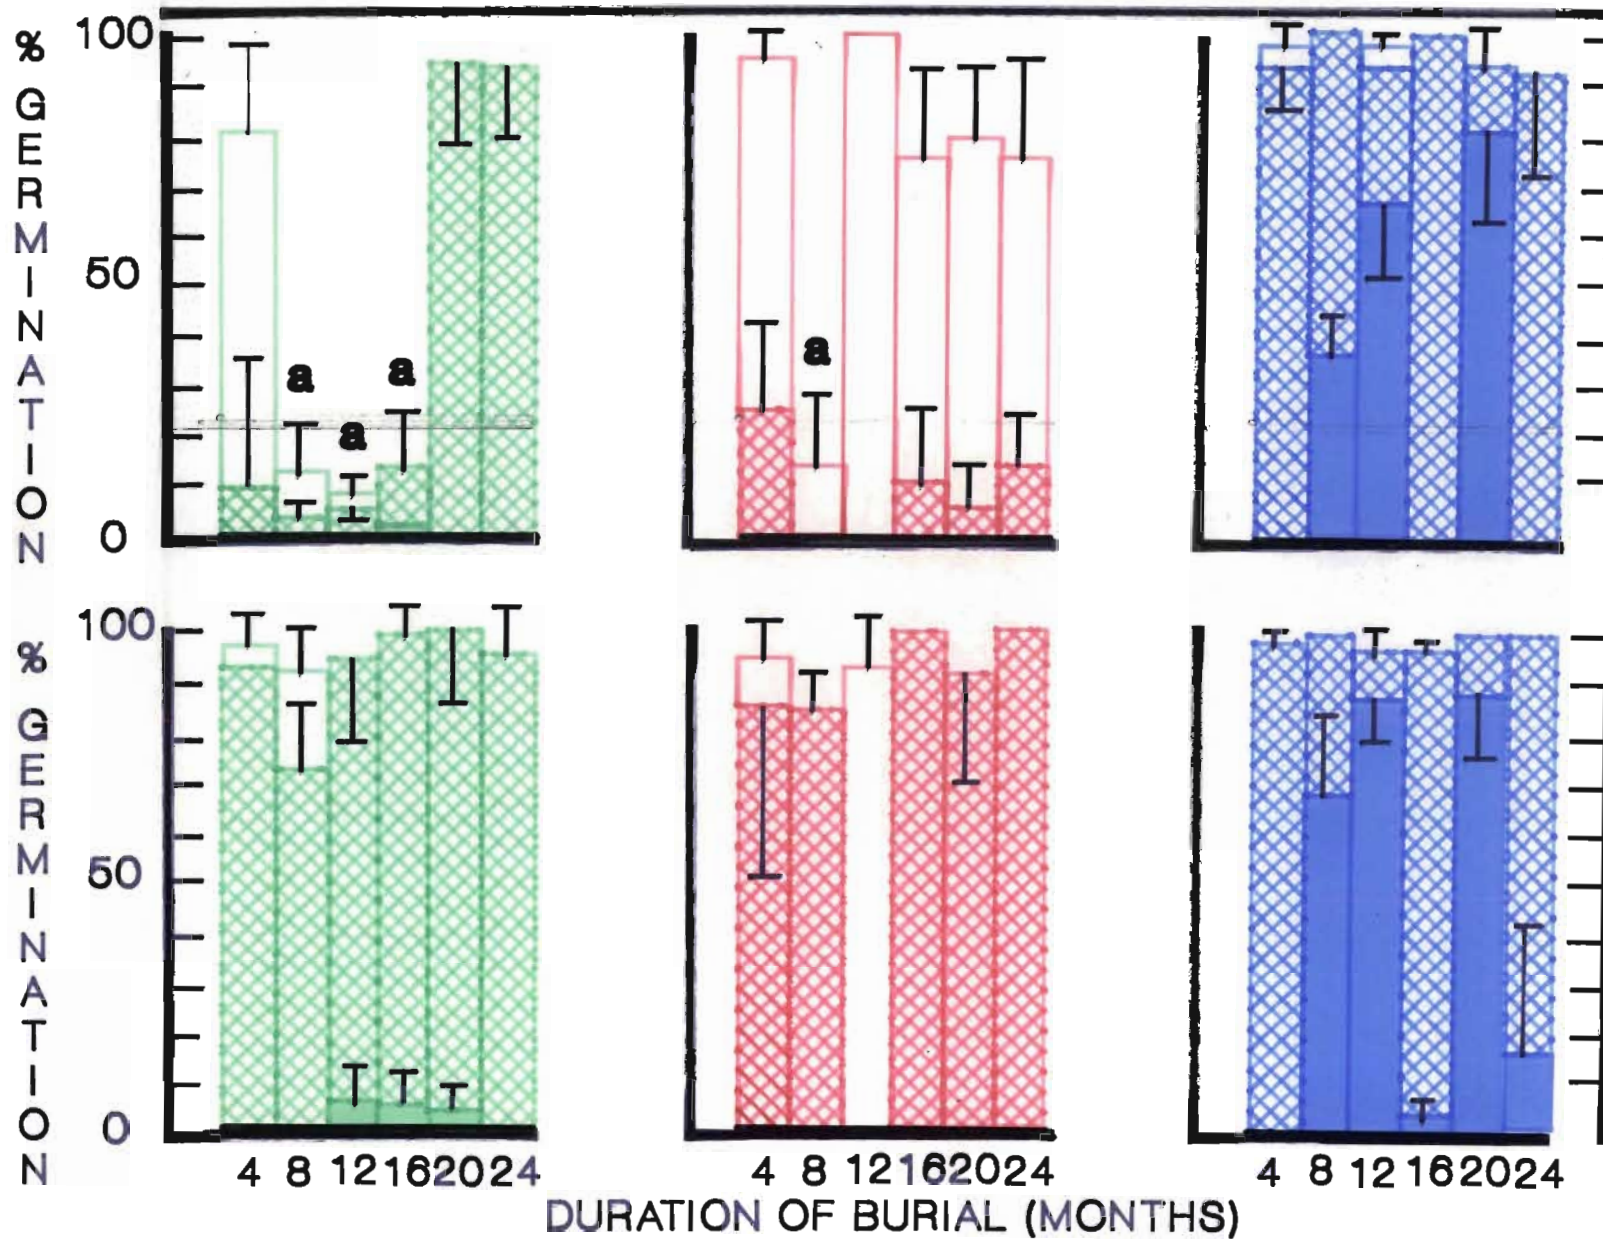 % GERMINATION
100
50
0
a
a
a
a
% GERMINATION
100
50
0
4 8 12 16 20 24
4 8 12 16 20 24
4 8 12 16 20 24
DURATION OF BURIAL (MONTHS)